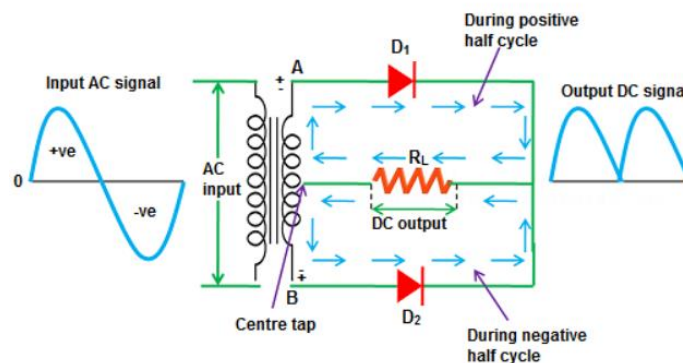 Input AC signal
+ve
0
-ve
AC
input
+
-
A
D1
During positive
half cycle
RL
DC output
-
+
B
D2
Centre tap
During negative
half cycle
Output DC signal